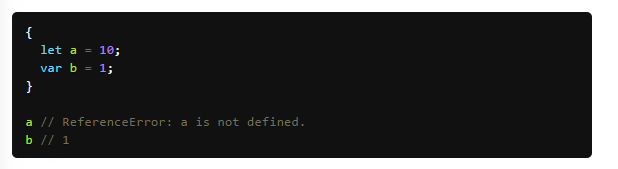 {
  let a = 10;
  var b = 1;
}
a // ReferenceError: a is not defined.
b // 1